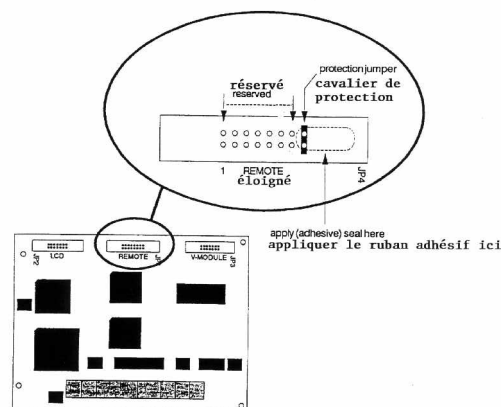 protection jumper
réservé
cavalier de
reserved
protection
1
REMOTE
JP4
éloigné
apply (adhesive) seal here
appliquer le ruban adhésif ici
JP2
LCD
REMOTE
V-MODULE
JP3